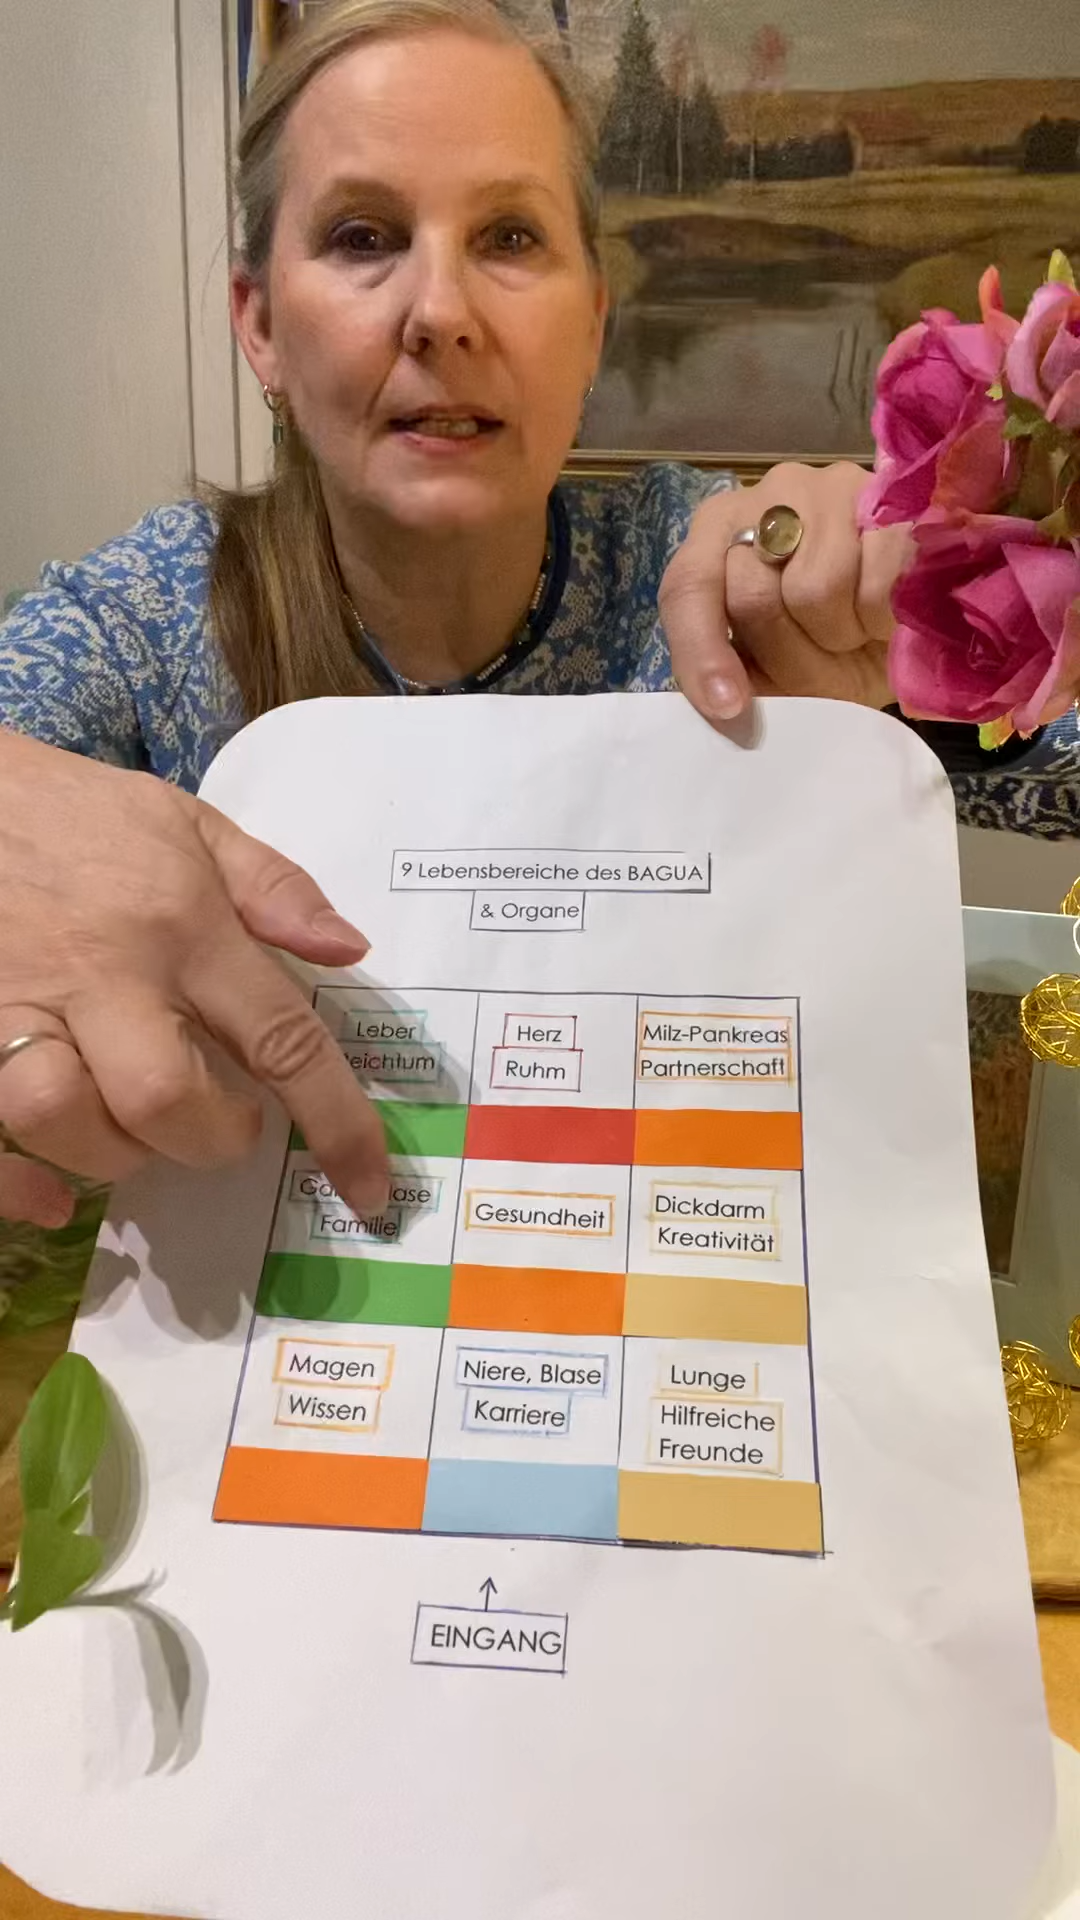 9 Lebensbereiche des BAGUA
& Organe
Leber
Herz
Ruhm
Milz-Pankreas
Partnerschaft
Familie
Gesundheit
Dickdarm
Kreativität
Magen
Wissen
Niere, Blase
Karriere
Lunge
Hilfreiche
Freunde
EINGANG